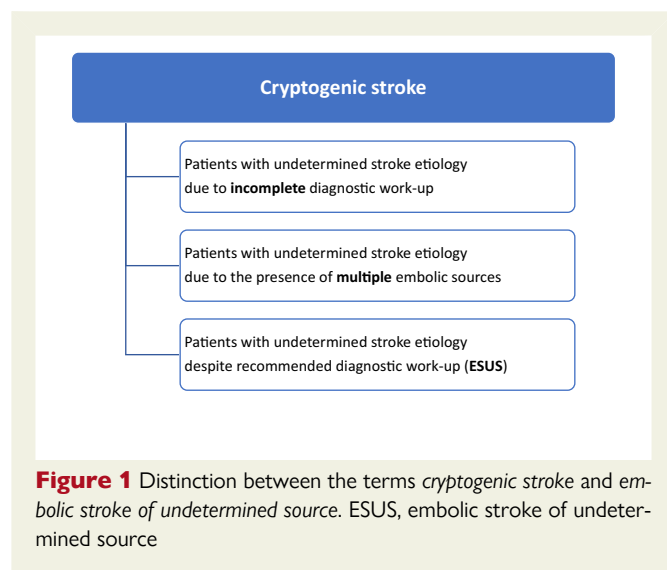 Cryptogenic stroke
Patients with undetermined stroke etiology
due to incomplete diagnostic work-up
Patients with undetermined stroke etiology
due to the presence of multiple embolic sources
Patients with undetermined stroke etiology
despite recommended diagnostic work-up (ESUS)
Figure 1 Distinction between the terms cryptogenic stroke and em-
bolic stroke of undetermined source. ESUS, embolic stroke of undeter-
mined source